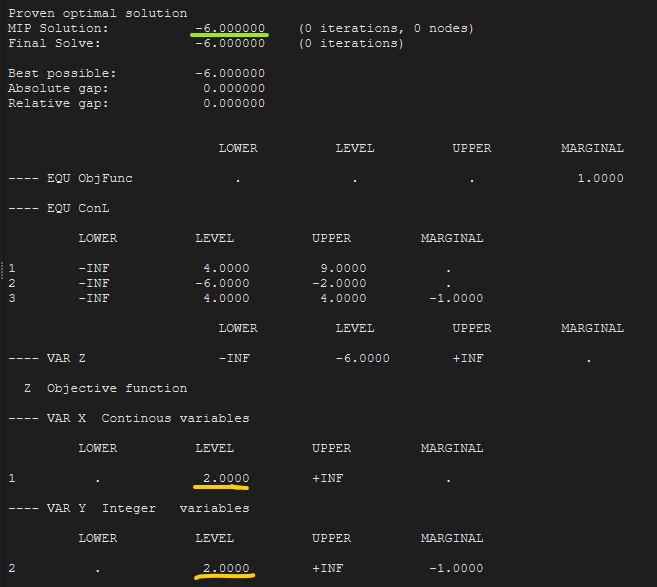 Proven optimal solution
MIP Solution: -6.000000 (0 iterations, 0 nodes)
Final Solve: -6.000000 (0 iterations)
Best possible: -6.000000
Absolute gap: 0.000000
Relative gap: 0.000000
LOWER LEVEL UPPER MARGINAL
---- EQU ObjFunc . . . 1.0000
---- EQU ConL
LOWER LEVEL UPPER MARGINAL
1 -INF 4.0000 9.0000 .
2 -INF -6.0000 -2.0000 .
3 -INF 4.0000 4.0000 -1.0000
LOWER LEVEL UPPER MARGINAL
---- VAR Z -INF -6.0000 +INF .
Z Objective function
---- VAR X Continous variables
LOWER LEVEL UPPER MARGINAL
1 . 2.0000 +INF .
---- VAR Y Integer variables
LOWER LEVEL UPPER MARGINAL
2 . 2.0000 +INF -1.0000